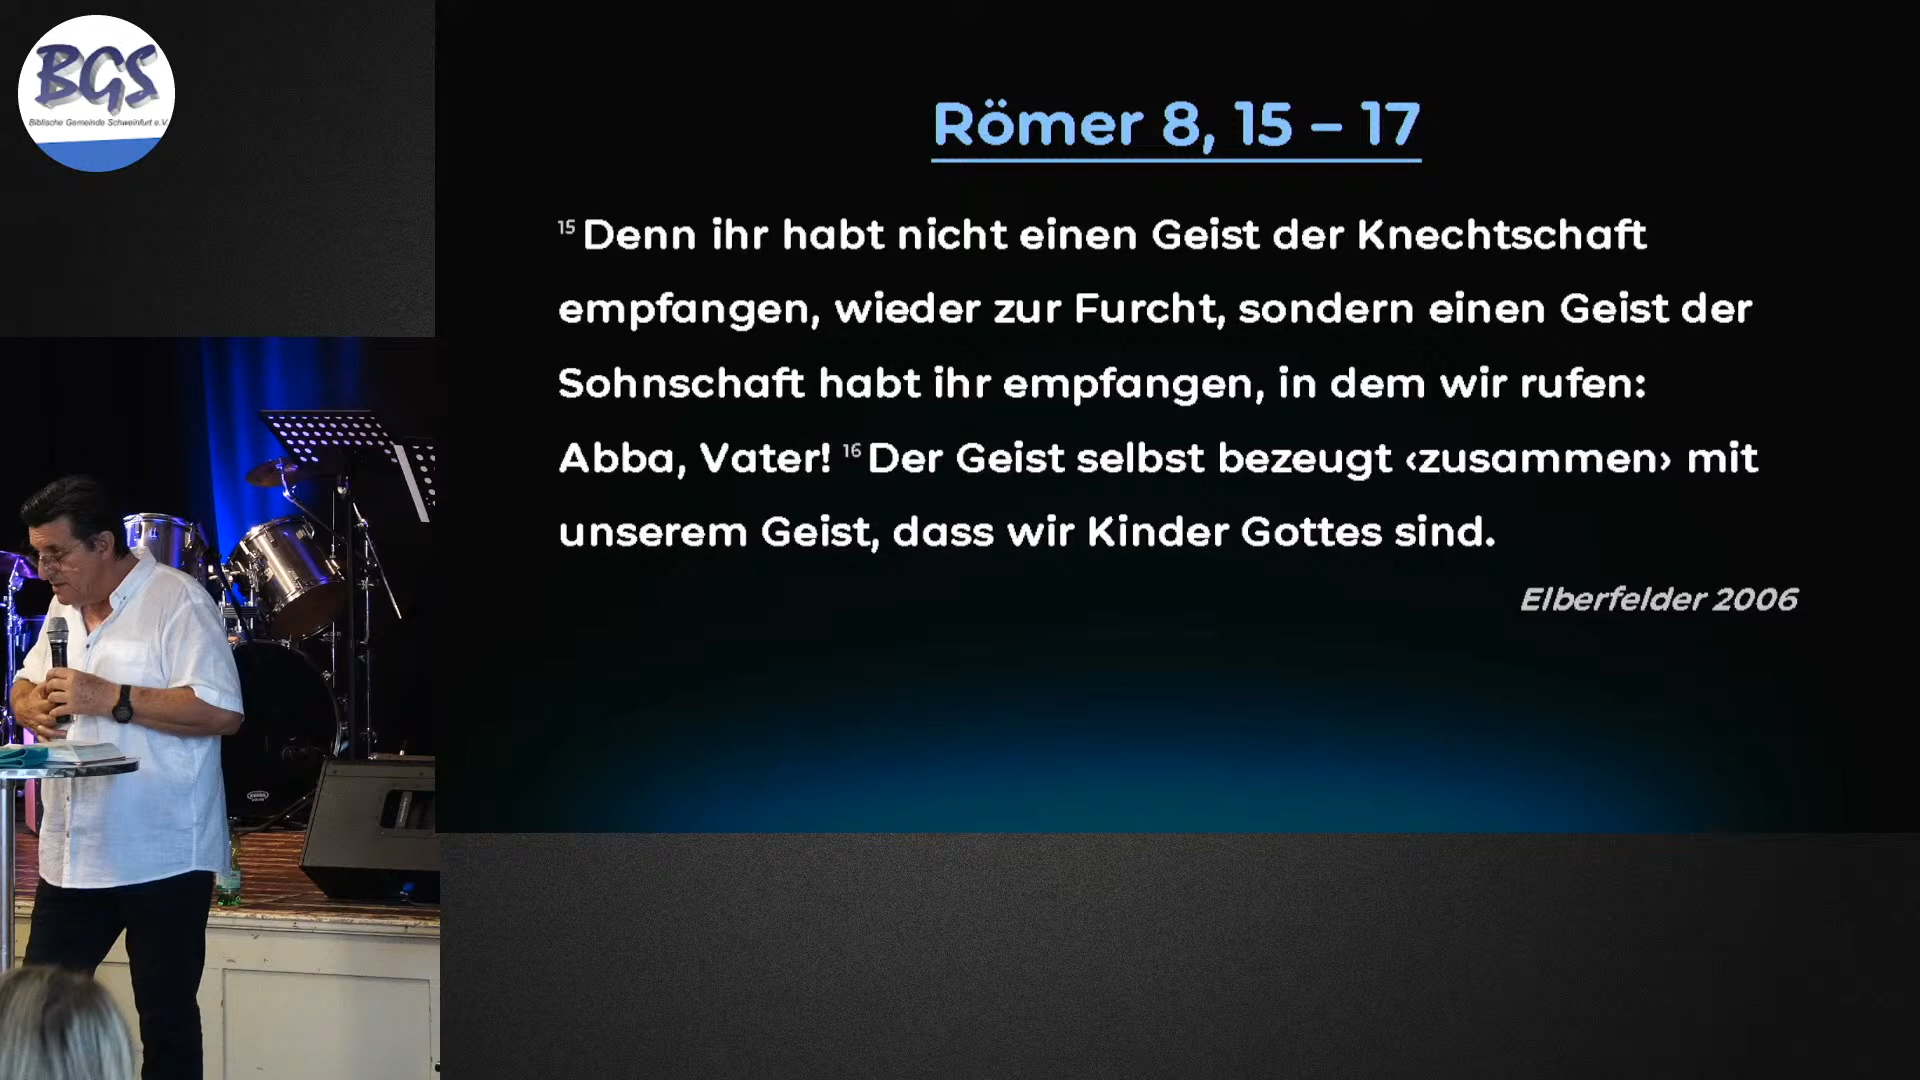 BGS
Biblische Gemeinde Schweinfurt e.V.
Römer 8, 15 – 17
15 Denn ihr habt nicht einen Geist der Knechtschaft
empfangen, wieder zur Furcht, sondern einen Geist der
Sohnschaft habt ihr empfangen, in dem wir rufen:
Abba, Vater! 16 Der Geist selbst bezeugt ‹zusammen› mit
unserem Geist, dass wir Kinder Gottes sind.
Elberfelder 2006